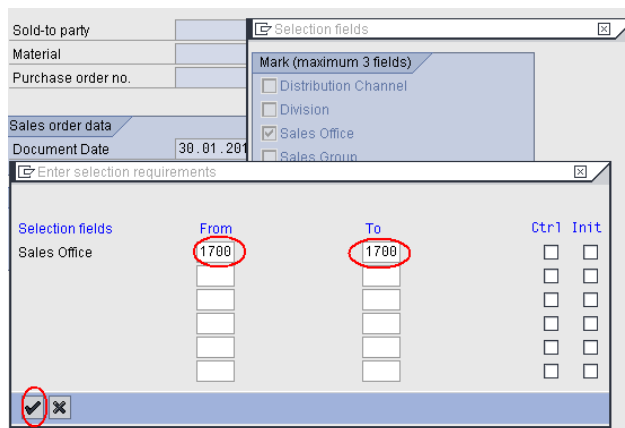 Sold-to party
Selection fields
Material
Mark (maximum 3 fields)
Purchase order no.
Distribution Channel
Division
Sales order data
Sales Office
Document Date 30.01.201
Sales Group
Enter selection requirements
Selection fields From To Ctrl Init
Sales Office 1700 1700